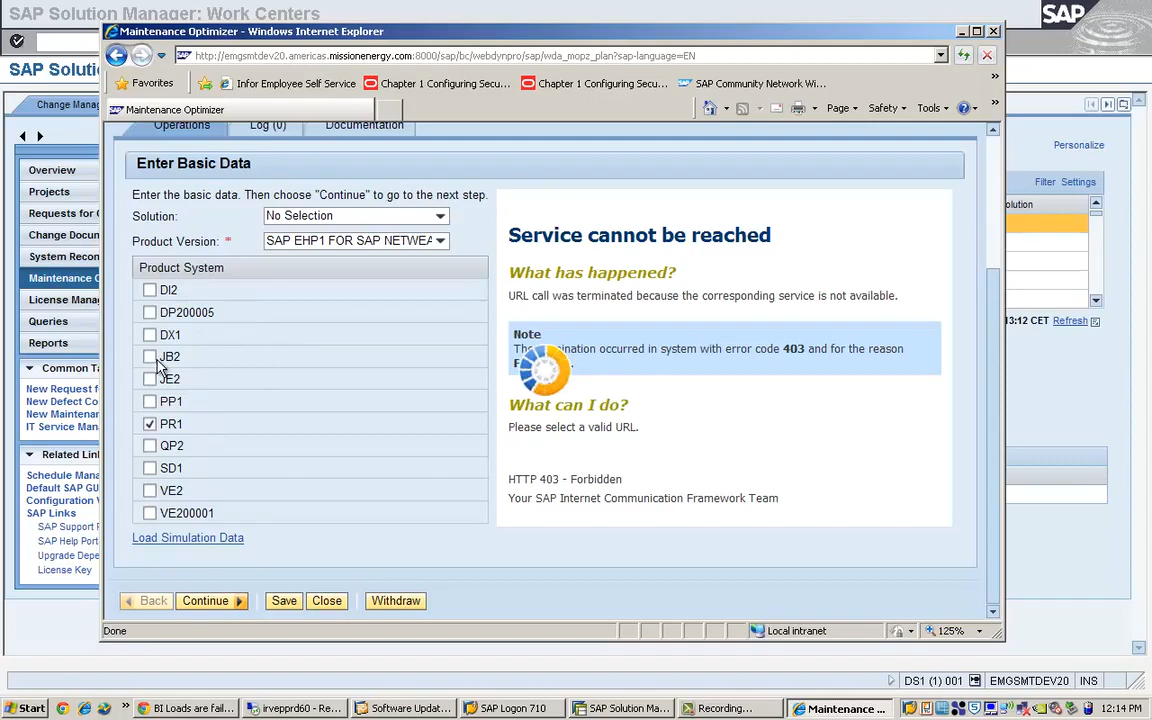 SAP Solution Manager: Work Centers
SAP
Maintenance Optimizer - Windows Internet Explorer
http://emgsmtdev20.americas.missionenergy.com:8000/sap/bc/webdynpro/sap/wda_mopz_plan?sap-language=EN
SAP Solu
Favorites Infor Employee Self Service Chapter 1 Configuring Secu... Chapter 1 Configuring Secu... SAP Community Network Wi...
Change Mana
Maintenance Optimizer Page Safety Tools
Operations Log (0) Documentation
Personalize
Enter Basic Data
Overview
Projects
Requests for C
Change Docum
System Recon
Maintenance O
License Manag
Queries
Reports
Filter Settings
olution
3:12 CET Refresh
Enter the basic data. Then choose "Continue" to go to the next step.
Solution: No Selection
Product Version: * SAP EHP1 FOR SAP NETWEA
Product System
DI2
DP200005
DX1
JB2
JE2
PP1
PR1
QP2
SD1
VE2
VE200001
Load Simulation Data
Service cannot be reached
What has happened?
URL call was terminated because the corresponding service is not available.
Note
The ination occurred in system with error code 403 and for the reason
F .
What can I do?
Please select a valid URL.
HTTP 403 - Forbidden
Your SAP Internet Communication Framework Team
Common Ta
New Request fo
New Defect Co
New Maintenan
IT Service Man
Related Link
Schedule Mana
Default SAP GU
Configuration V
SAP Links
SAP Support P
SAP Help Porta
Upgrade Depe
License Key
Back Continue Save Close Withdraw
Done Local intranet 125%
DS1 (1) 001 EMGSMTDEV20 INS
Start BI Loads are fail... irvepprd60 - Re... Software Updat... SAP Logon 710 SAP Solution Ma... Recording... Maintenance ... 12:14 PM